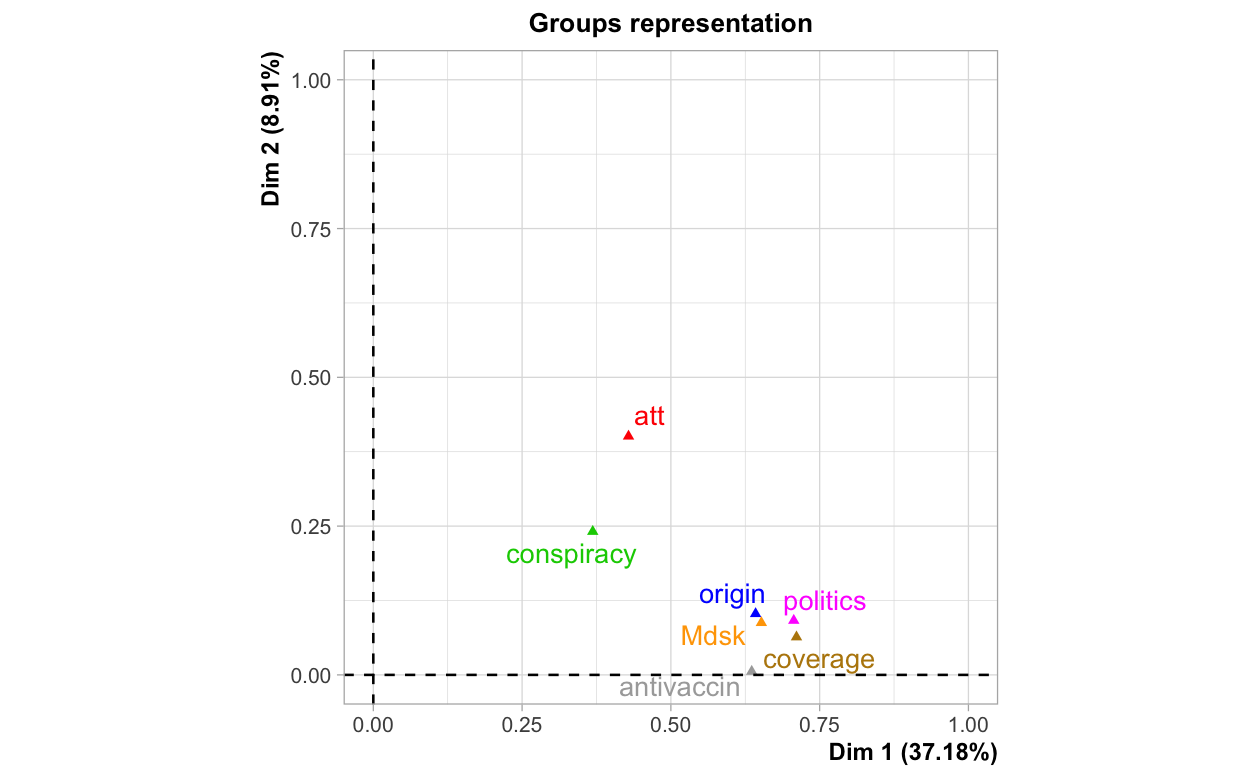 Groups representation
Dim 2 (8.91%)
1.00
0.75
0.50
0.25
0.00
att
conspiracy
origin
politics
Mdsk
coverage
antivaccin
0.00 0.25 0.50 0.75 1.00
Dim 1 (37.18%)